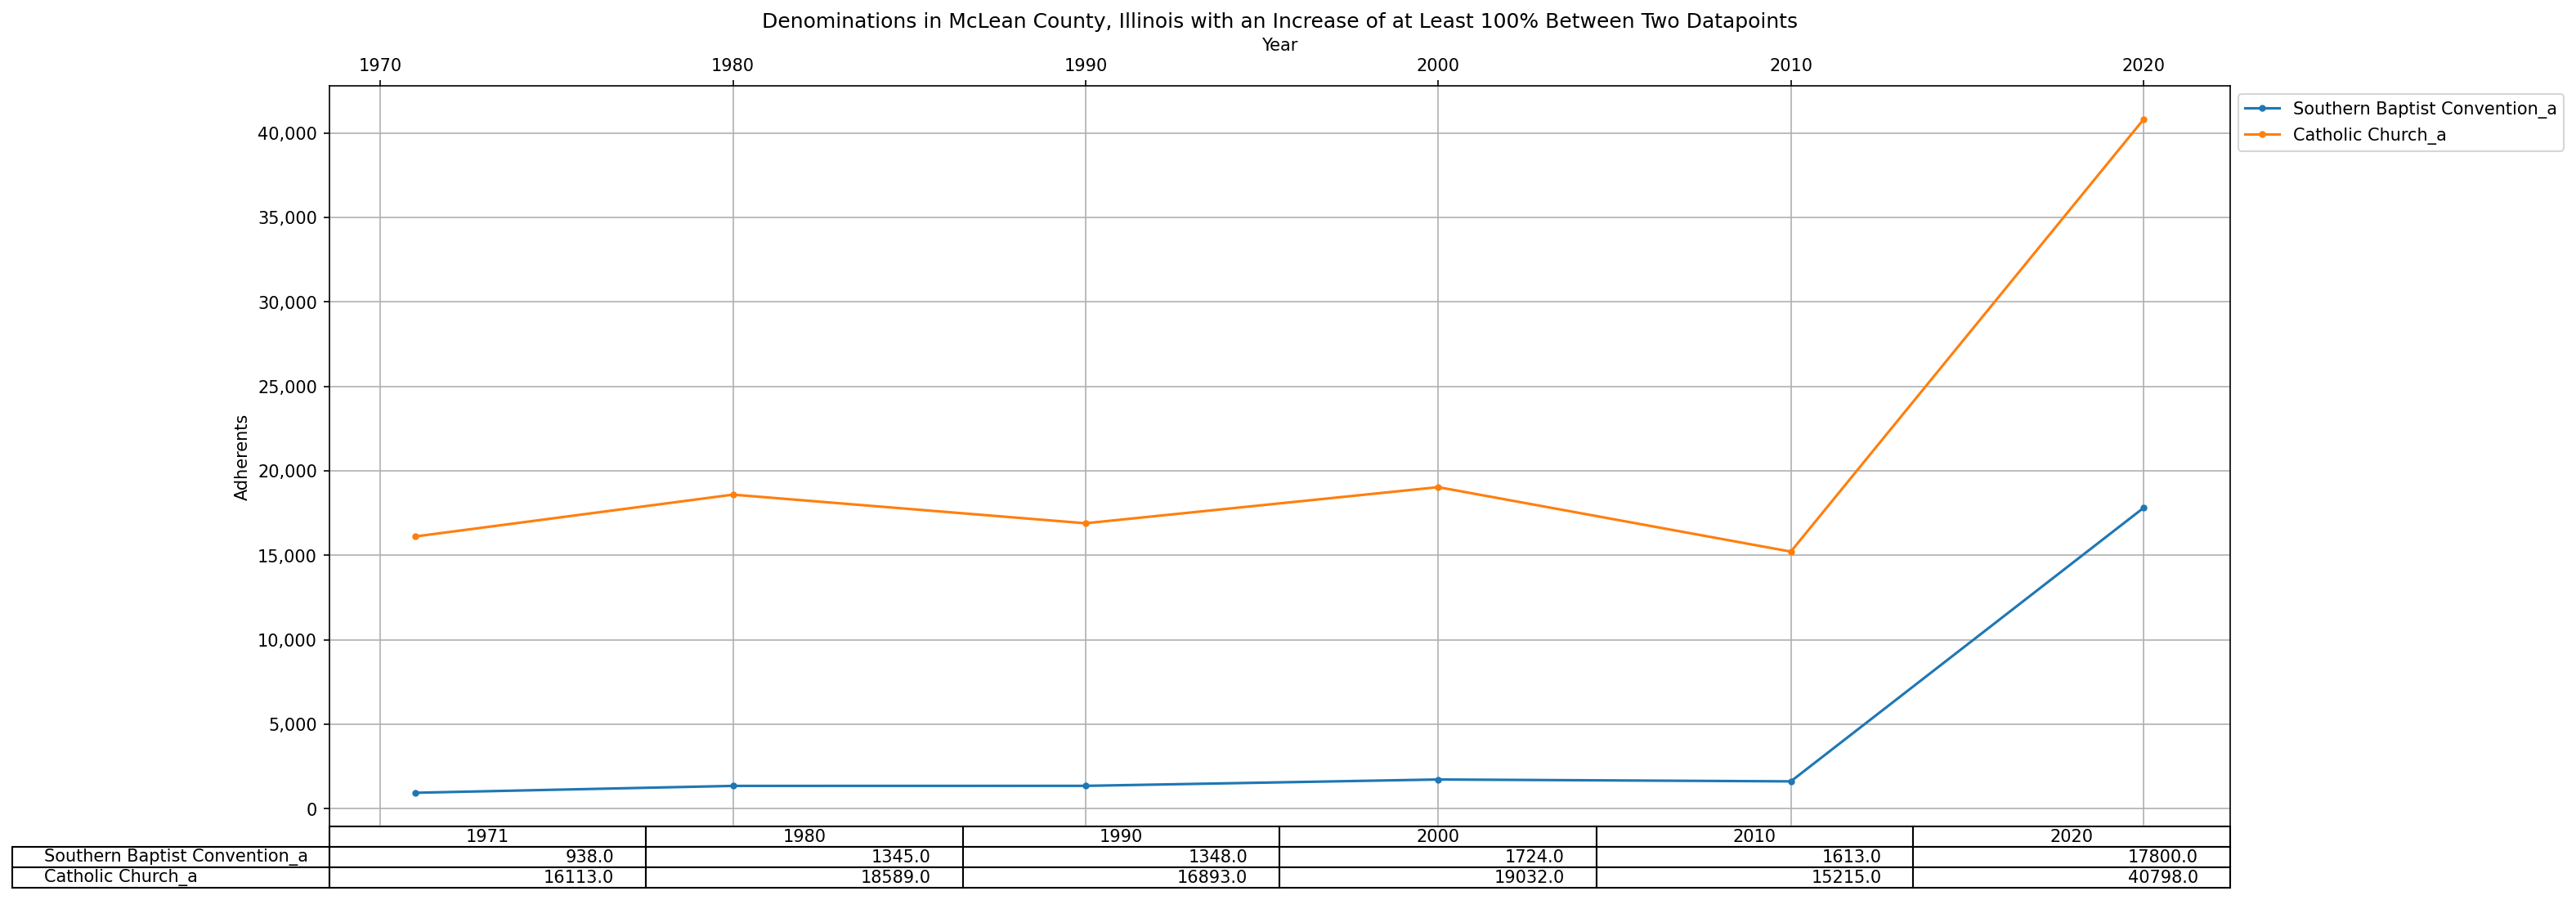 Denominations in McLean County, Illinois with an Increase of at Least 100% Between Two Datapoints
Year
1970 1980 1990 2000 2010 2020
Southern Baptist Convention_a
Catholic Church_a
40,000
35,000
30,000
25,000
20,000
15,000
10,000
5,000
0
Adherents
1971 1980 1990 2000 2010 2020
Southern Baptist Convention_a 938.0 1345.0 1348.0 1724.0 1613.0 17800.0
Catholic Church_a 16113.0 18589.0 16893.0 19032.0 15215.0 40798.0